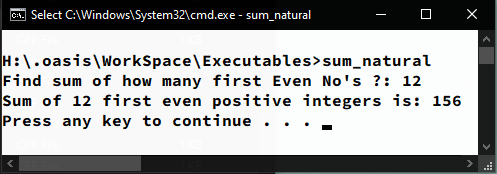 Select C:\Windows\System32\cmd.exe - sum_natural
H:\.oasis\WorkSpace\Executables>sum_natural
Find sum of how many first Even No's ?: 12
Sum of 12 first even positive integers is: 156
Press any key to continue . . .